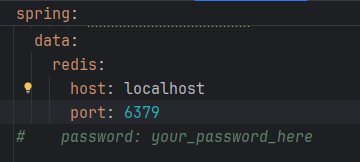 spring:
  data:
    redis:
      host: localhost
      port: 6379
#    password: your_password_here